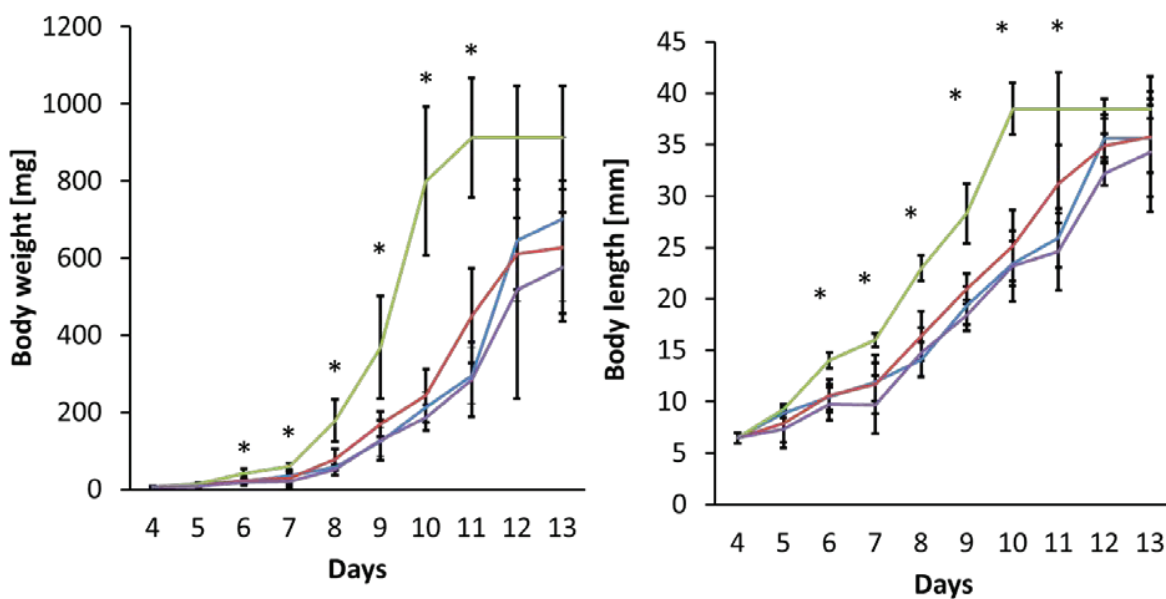 Body weight [mg]
1200
1000
800
600
400
200
0
* * * * * *
4 5 6 7 8 9 10 11 12 13
Days
Body length [mm]
45
40
35
30
25
20
15
10
5
0
* * * * * *
4 5 6 7 8 9 10 11 12 13
Days